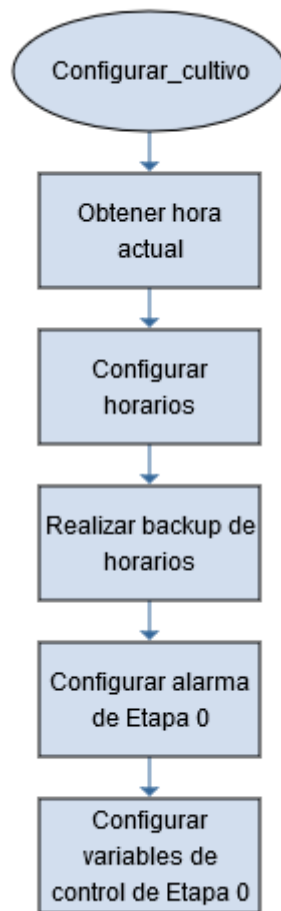 Configurar_cultivo
Obtener hora
actual
Configurar
horarios
Realizar backup de
horarios
Configurar alarma
de Etapa 0
Configurar
variables de
control de Etapa 0